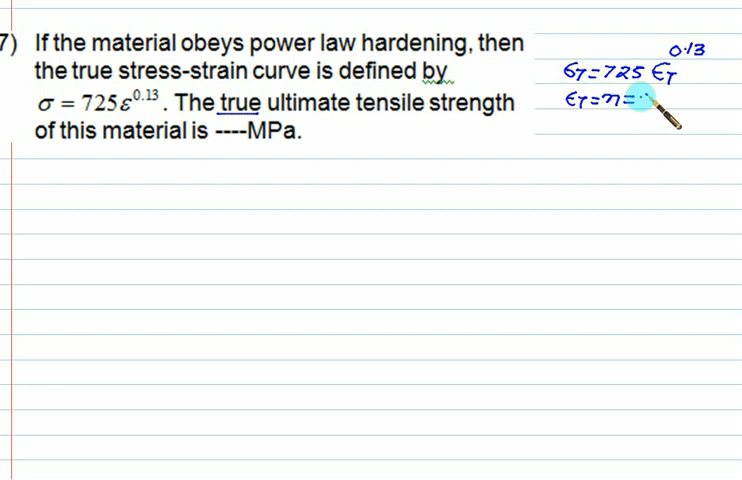 7) If the material obeys power law hardening, then
the true stress-strain curve is defined by
σ = 725ε^0.13. The true ultimate tensile strength
of this material is ----MPa.
σT = 725 ϵT^0.13
ϵT = n =